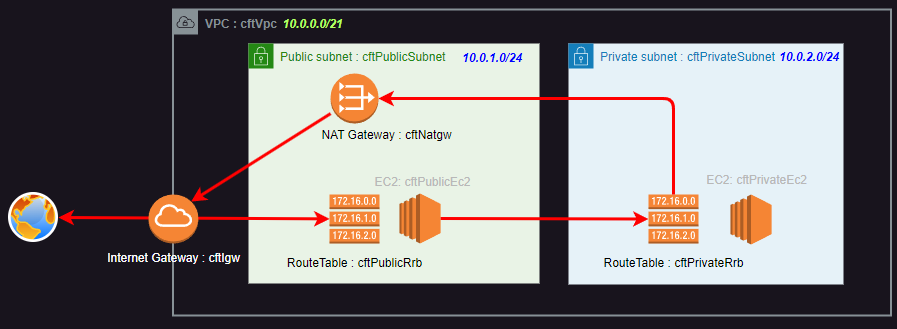 VPC : cftVpc 10.0.0.0/21
Public subnet : cftPublicSubnet 10.0.1.0/24
Private subnet : cftPrivateSubnet 10.0.2.0/24
NAT Gateway : cftNatgw
EC2: cftPublicEc2
EC2: cftPrivateEc2
172.16.0.0
172.16.1.0
172.16.2.0
172.16.0.0
172.16.1.0
172.16.2.0
Internet Gateway : cftIgw
RouteTable : cftPublicRrb
RouteTable : cftPrivateRrb